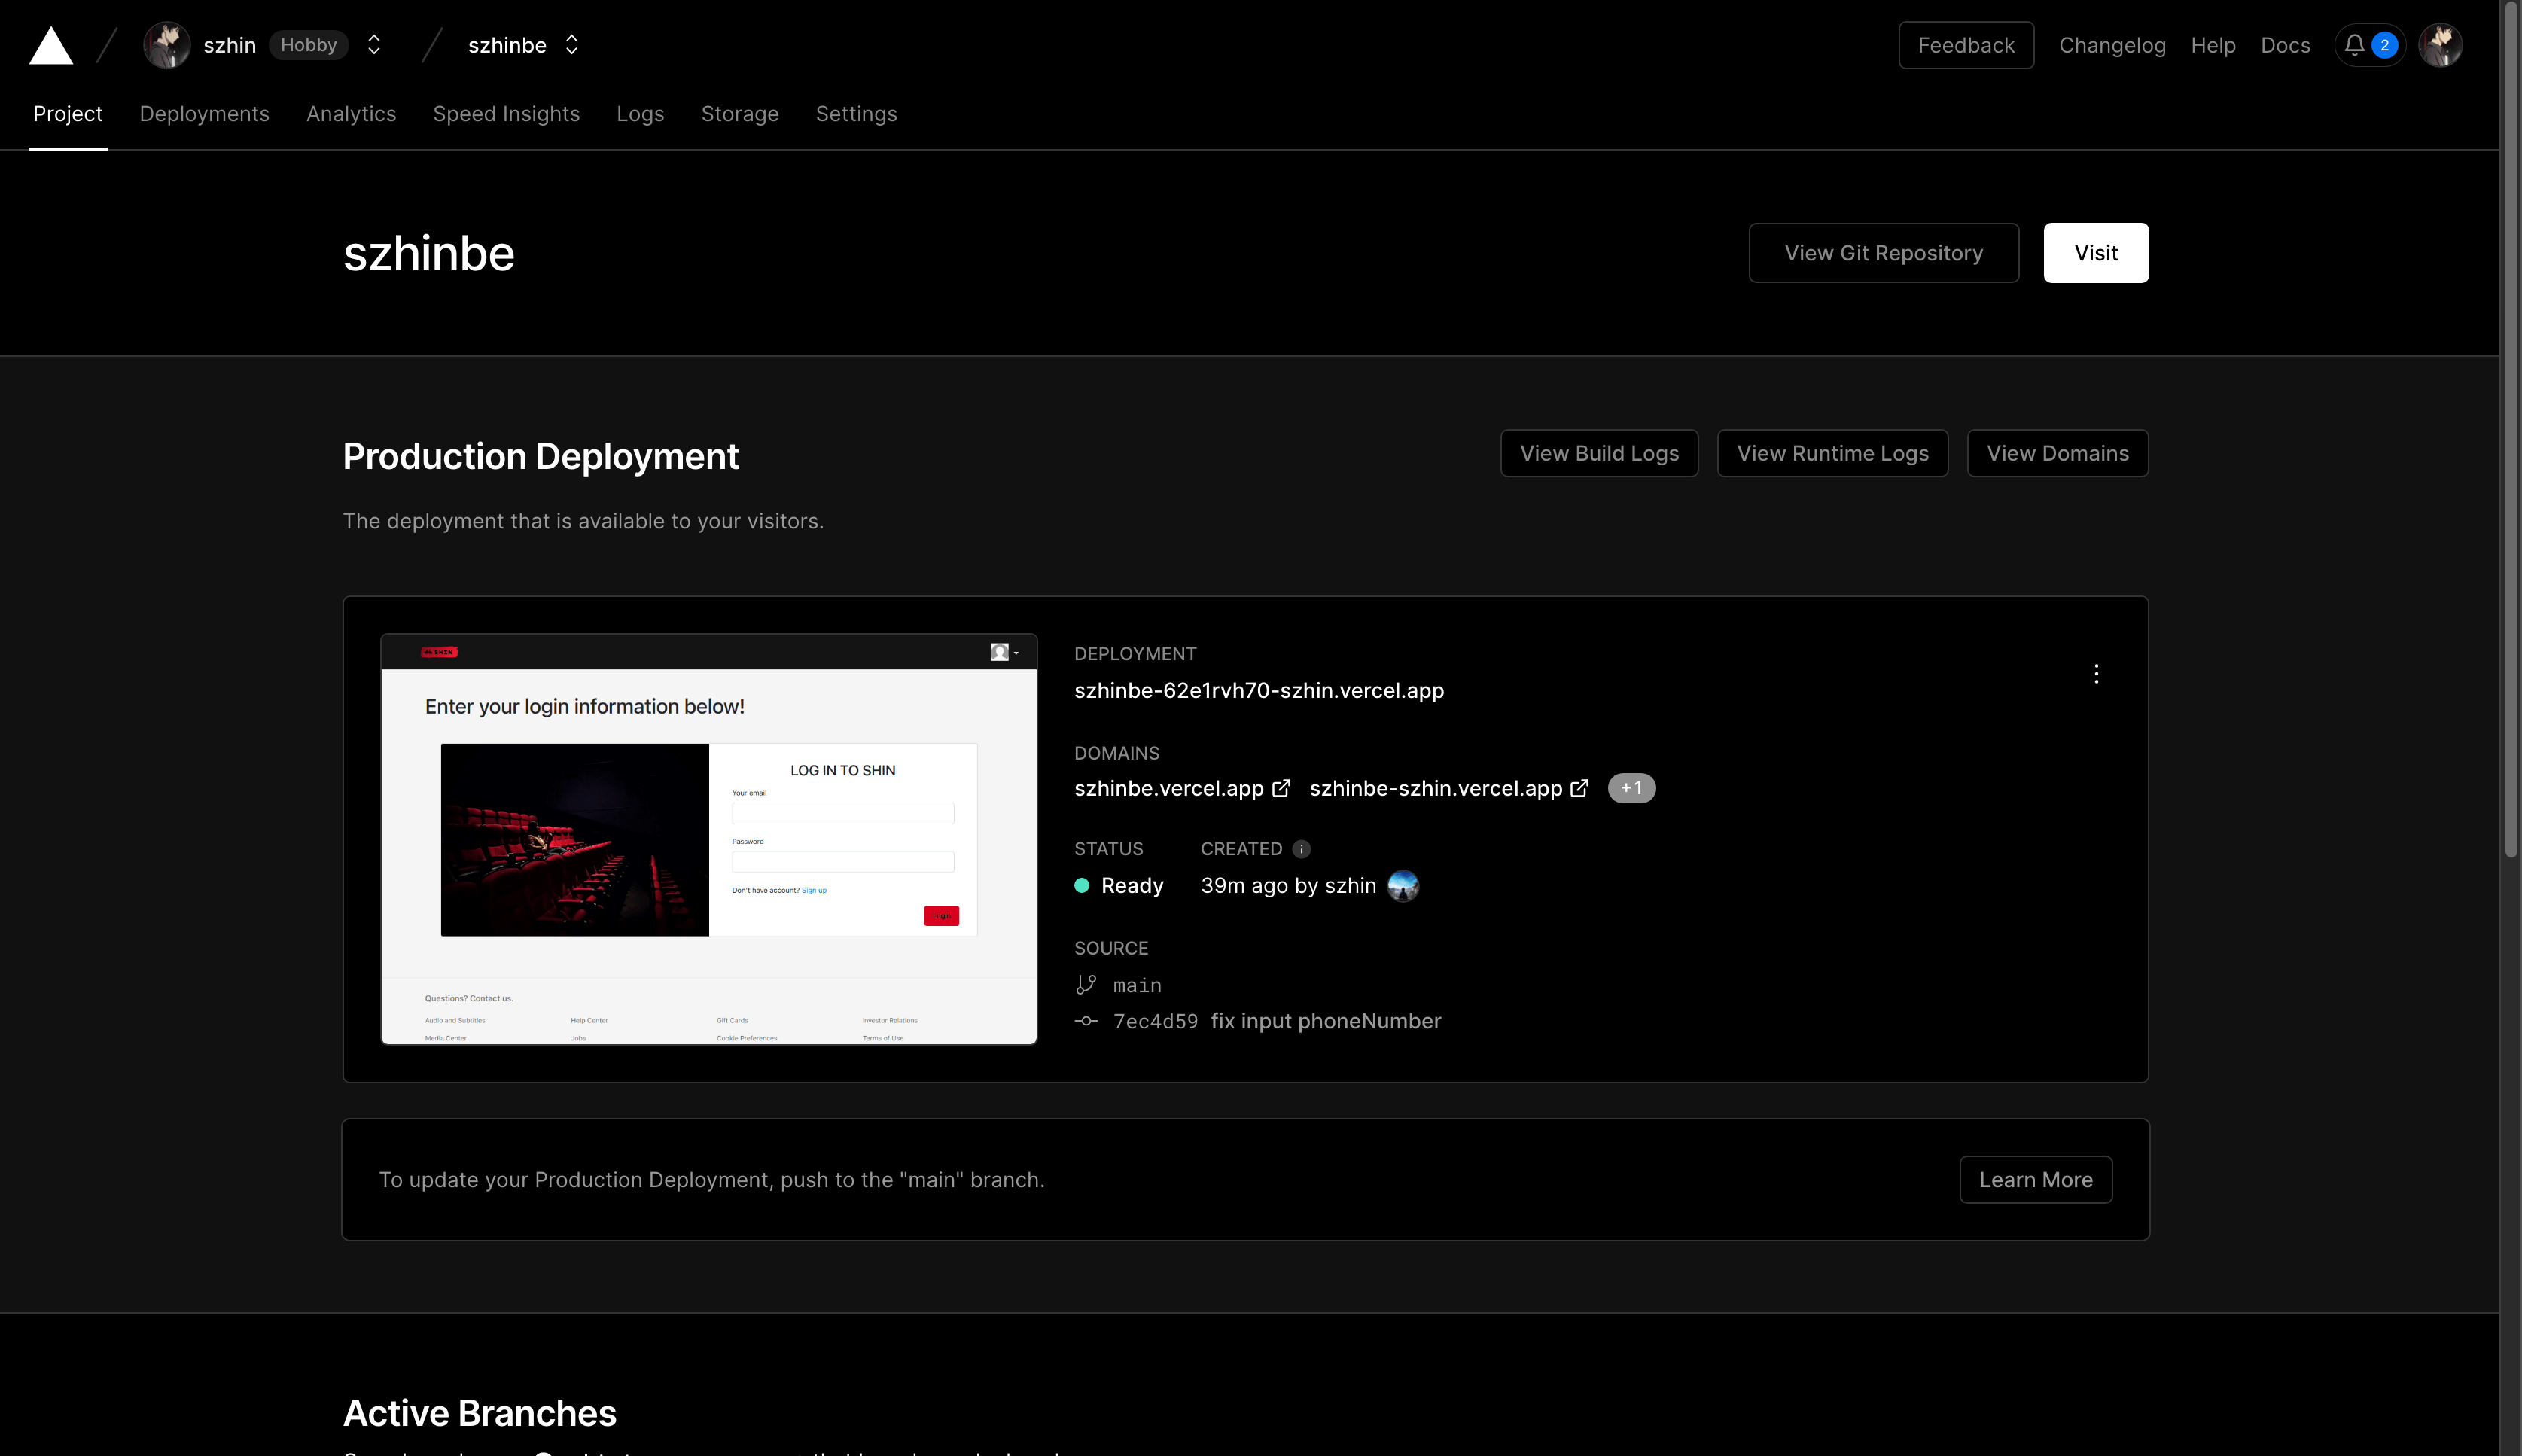 szhin Hobby szhinbe Feedback Changelog Help Docs 2
Project Deployments Analytics Speed Insights Logs Storage Settings
szhinbe View Git Repository Visit
Production Deployment View Build Logs View Runtime Logs View Domains
The deployment that is available to your visitors.
SHIN
Enter your login information below!
LOG IN TO SHIN
Your email
Password
Don't have account? Sign up
Login
Questions? Contact us.
Audio and Subtitles Help Center Gift Cards Investor Relations
Media Center Jobs Cookie Preferences Terms of Use
DEPLOYMENT
szhinbe-62e1rvh70-szhin.vercel.app
DOMAINS
szhinbe.vercel.app szhinbe-szhin.vercel.app +1
STATUS CREATED
Ready 39m ago by szhin
SOURCE
main
7ec4d59 fix input phoneNumber
To update your Production Deployment, push to the "main" branch. Learn More
Active Branches